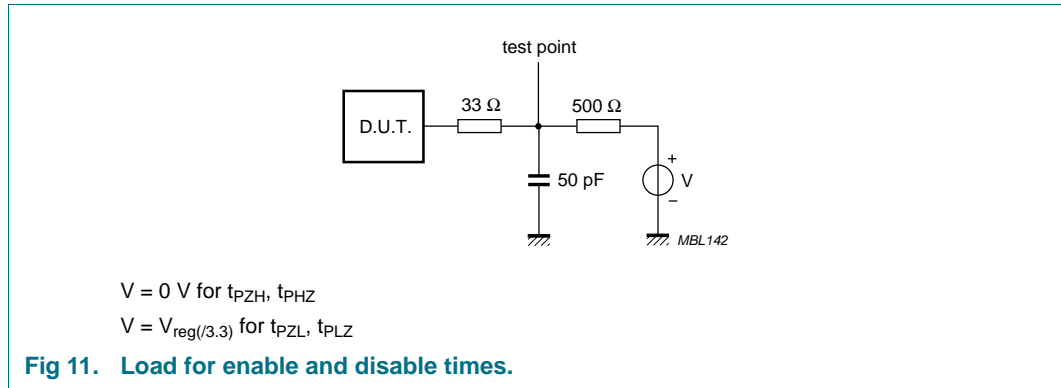 test point
D.U.T.
33 Ω
500 Ω
50 pF
+
V
−
MBL142
V = 0 V for tPZH, tPHZ
V = Vreg(/3.3) for tPZL, tPLZ
Fig 11. Load for enable and disable times.